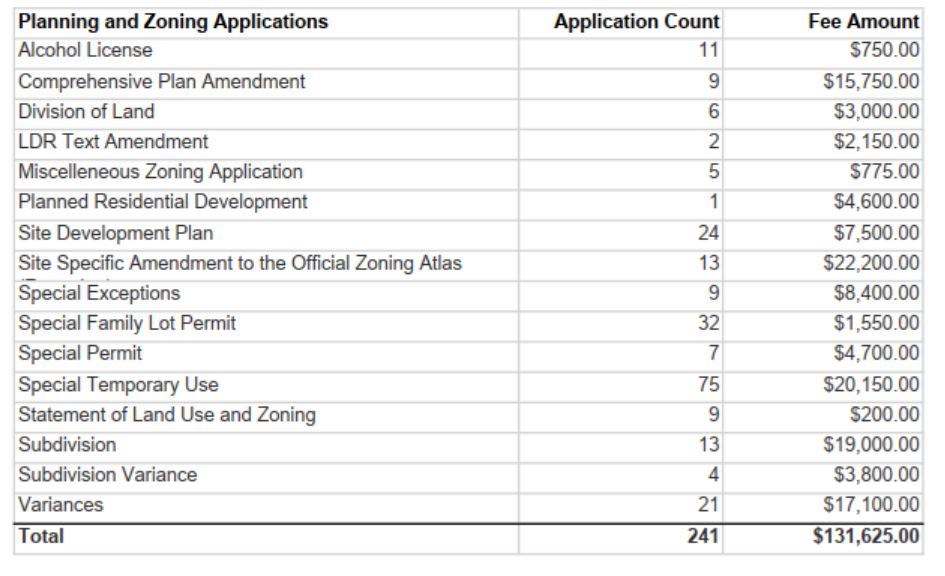 Planning and Zoning Applications Application Count Fee Amount
Alcohol License 11 $750.00
Comprehensive Plan Amendment 9 $15,750.00
Division of Land 6 $3,000.00
LDR Text Amendment 2 $2,150.00
Miscelleneous Zoning Application 5 $775.00
Planned Residential Development 1 $4,600.00
Site Development Plan 24 $7,500.00
Site Specific Amendment to the Official Zoning Atlas 13 $22,200.00
Special Exceptions 9 $8,400.00
Special Family Lot Permit 32 $1,550.00
Special Permit 7 $4,700.00
Special Temporary Use 75 $20,150.00
Statement of Land Use and Zoning 9 $200.00
Subdivision 13 $19,000.00
Subdivision Variance 4 $3,800.00
Variances 21 $17,100.00
Total 241 $131,625.00